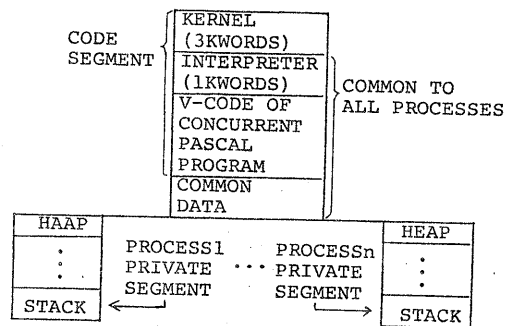 KERNEL
(3KWORDS)
CODE
SEGMENT
INTERPRETER
(1KWORDS)
COMMON TO
ALL PROCESSES
V-CODE OF
CONCURRENT
PASCAL
PROGRAM
COMMON
DATA
HAAP
HEAP
PROCESS1
PRIVATE
SEGMENT
...
PROCESSn
PRIVATE
SEGMENT
STACK
STACK